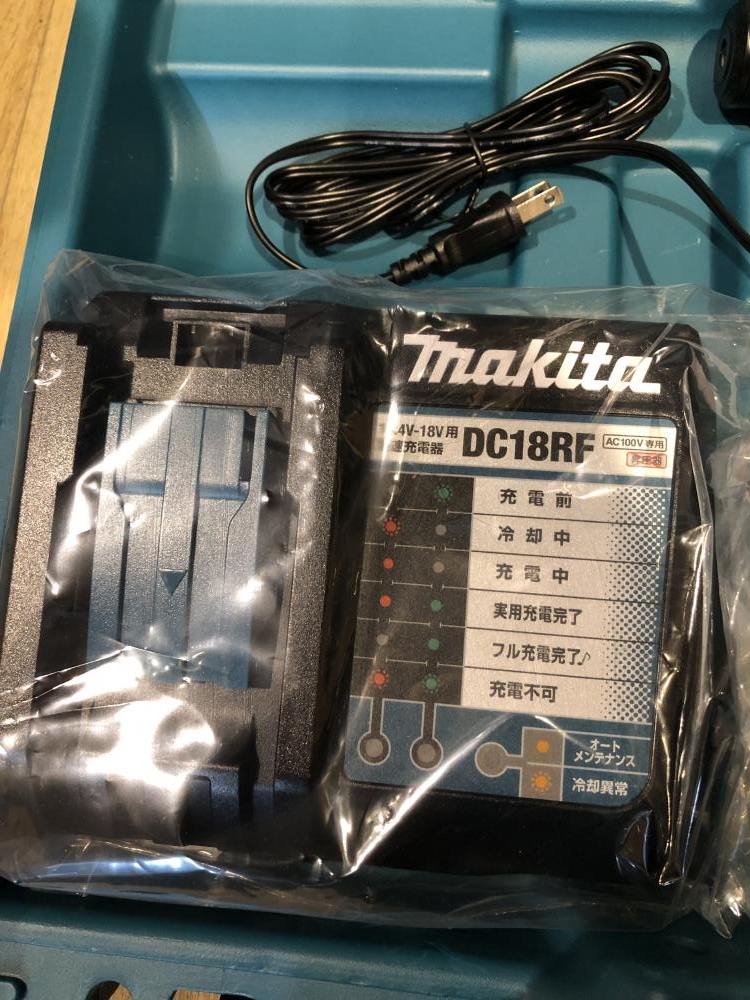 makita
.4V-18V用
速充電器
DC18RF
AC100V専用
昇圧器
充電前
冷却中
充電中
実用充電完了
フル充電完了♪
充電不可
オート
メンテナンス
冷却異常